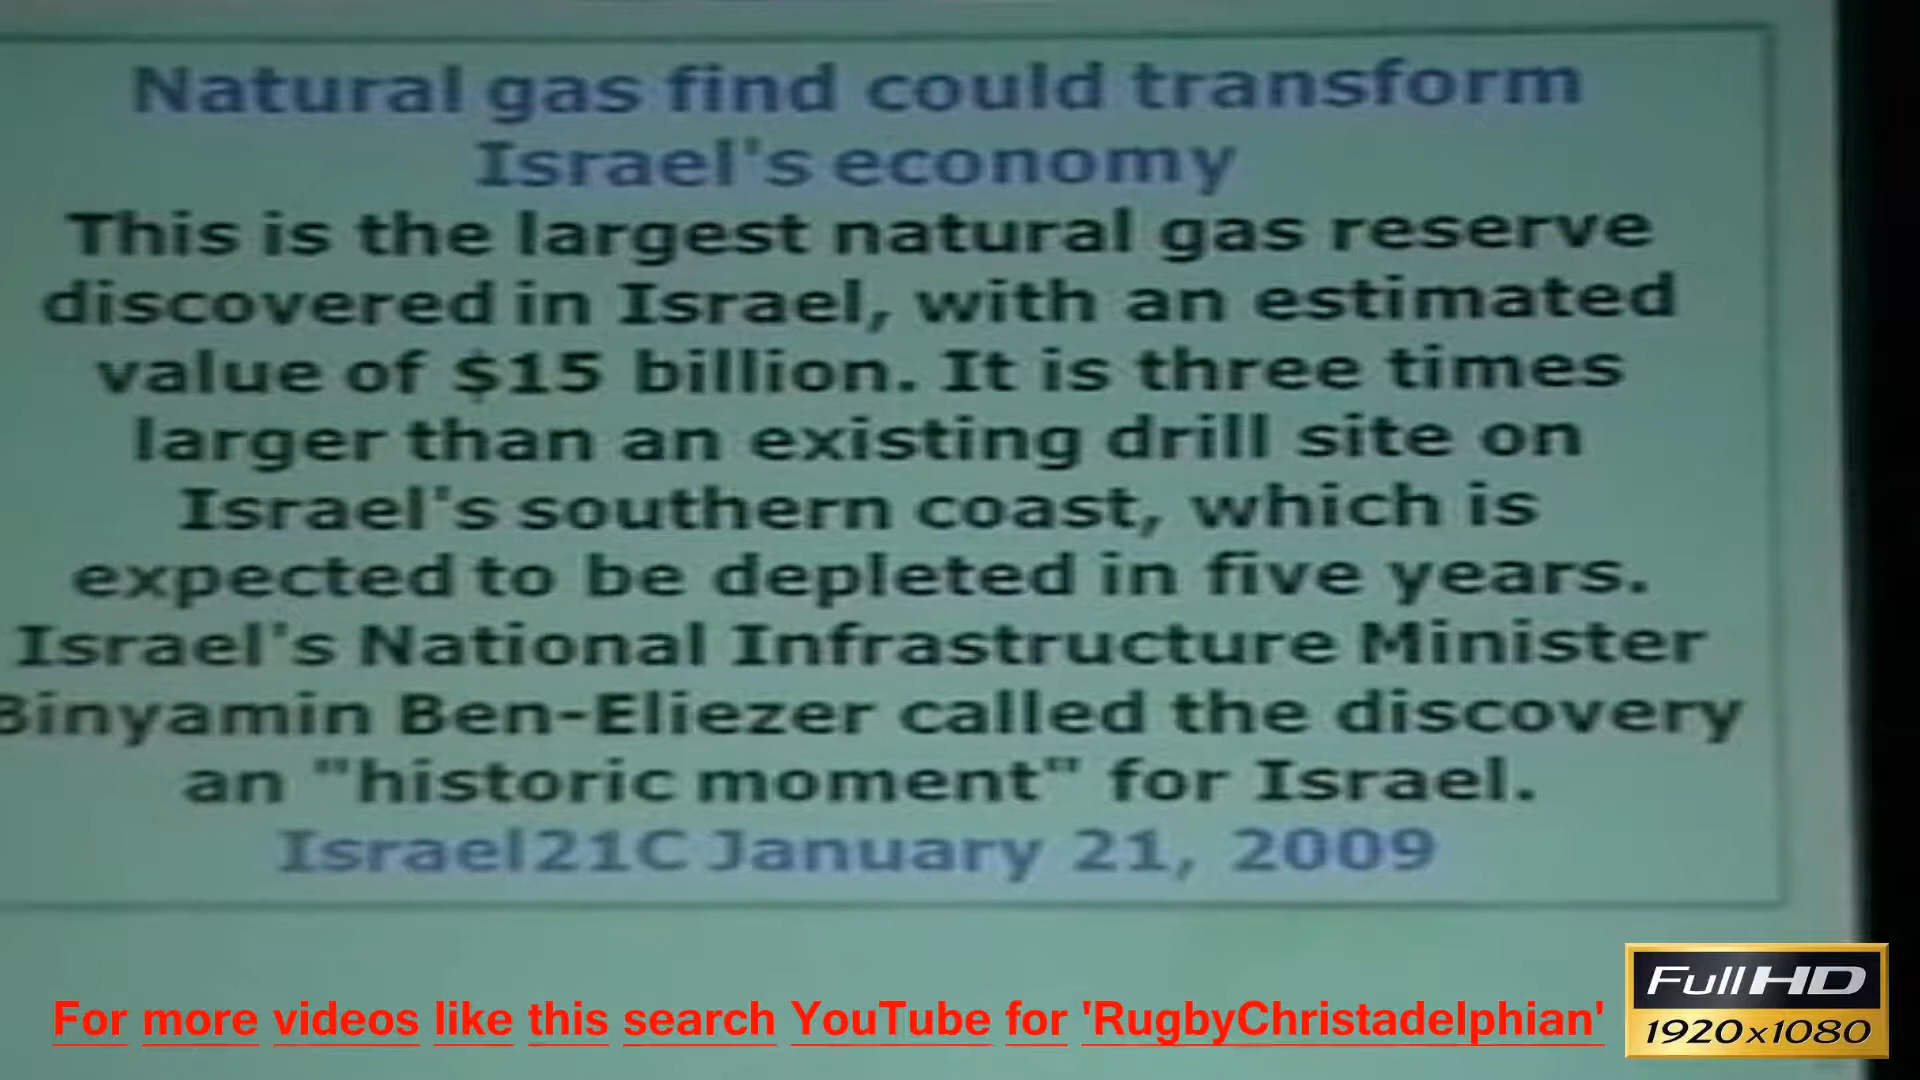 Natural gas find could transform
Israel's economy
This is the largest natural gas reserve
discovered in Israel, with an estimated
value of $15 billion. It is three times
larger than an existing drill site on
Israel's southern coast, which is
expected to be depleted in five years.
Israel's National Infrastructure Minister
Binyamin Ben-Eliezer called the discovery
an "historic moment" for Israel.
Israel21C January 21, 2009
For more videos like this search YouTube for 'RugbyChristadelphian'
Full HD
1920x1080